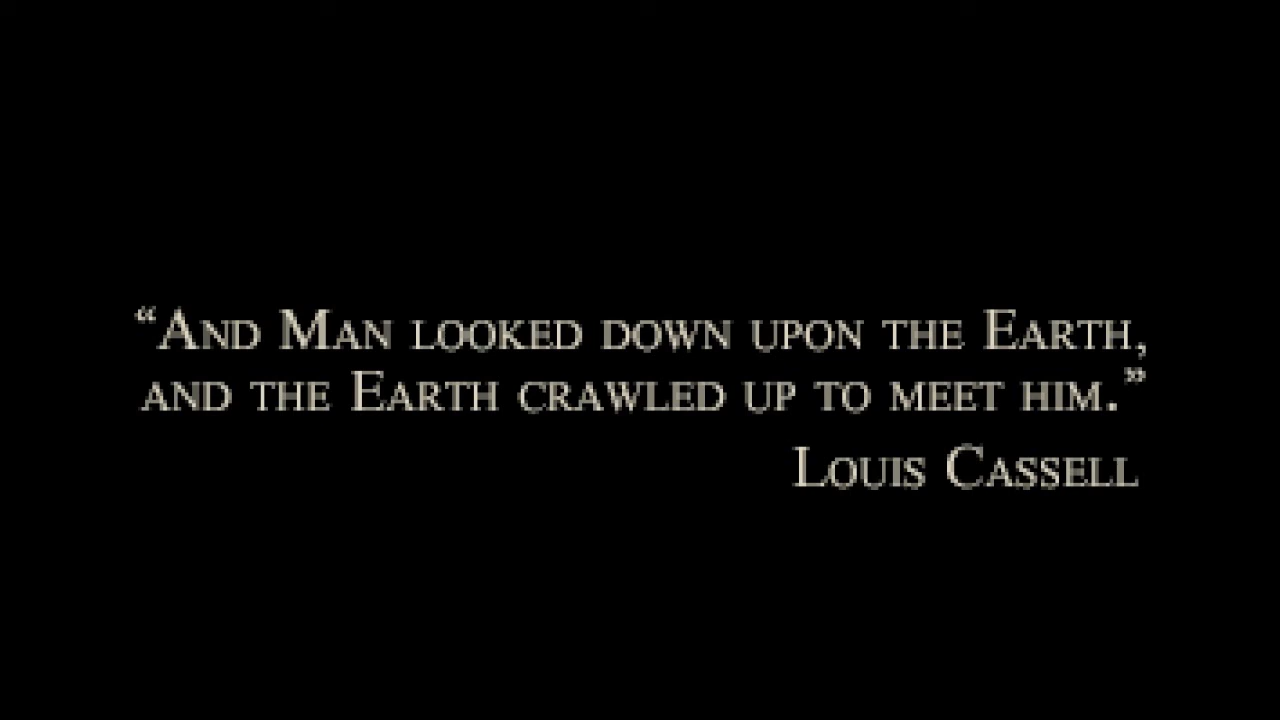 “And Man looked down upon the Earth,
and the Earth crawled up to meet him.”
Louis Cassell